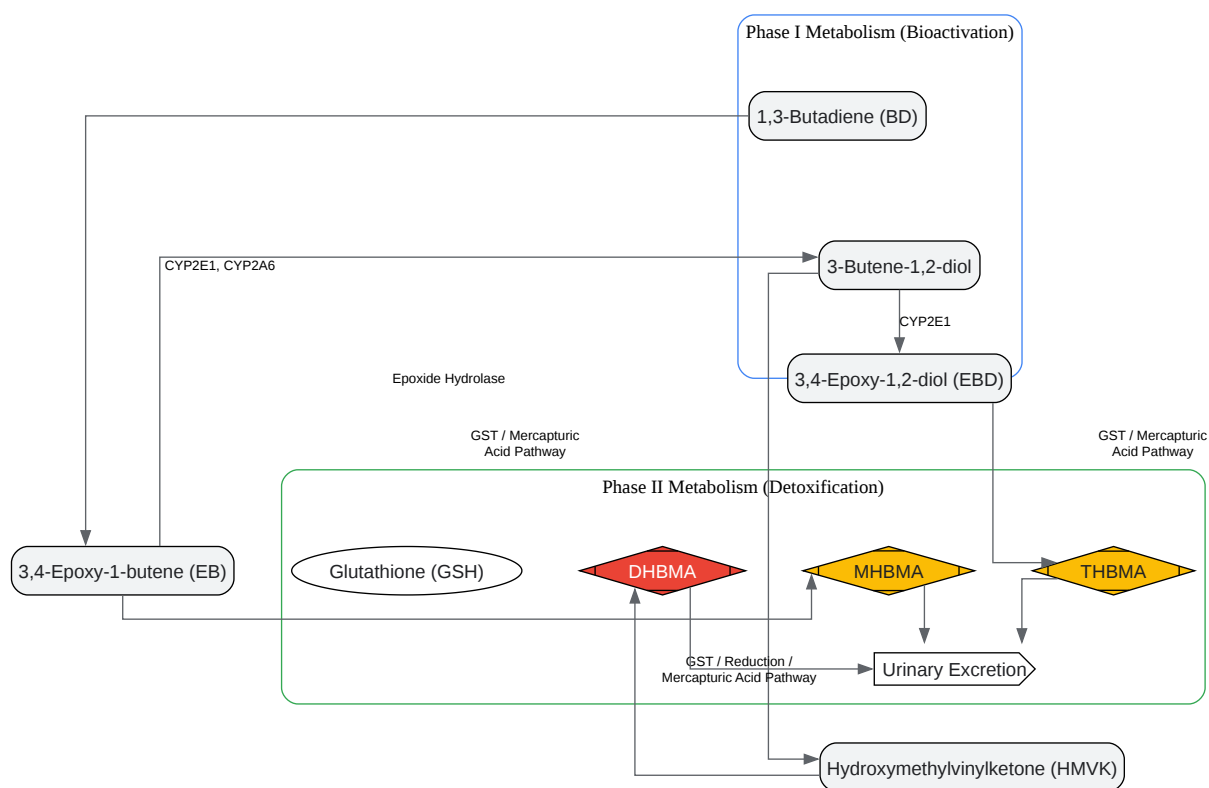 Phase I Metabolism (Bioactivation)
1,3-Butadiene (BD)
CYP2E1, CYP2A6
3-Butene-1,2-diol
CYP2E1
Epoxide Hydrolase
3,4-Epoxy-1,2-diol (EBD)
GST / Mercapturic
Acid Pathway
GST / Mercapturic
Acid Pathway
Phase II Metabolism (Detoxification)
3,4-Epoxy-1-butene (EB)
Glutathione (GSH)
DHBMA
MHBMA
THBMA
GST / Reduction /
Mercapturic Acid Pathway
Urinary Excretion
Hydroxymethylvinylketone (HMVK)